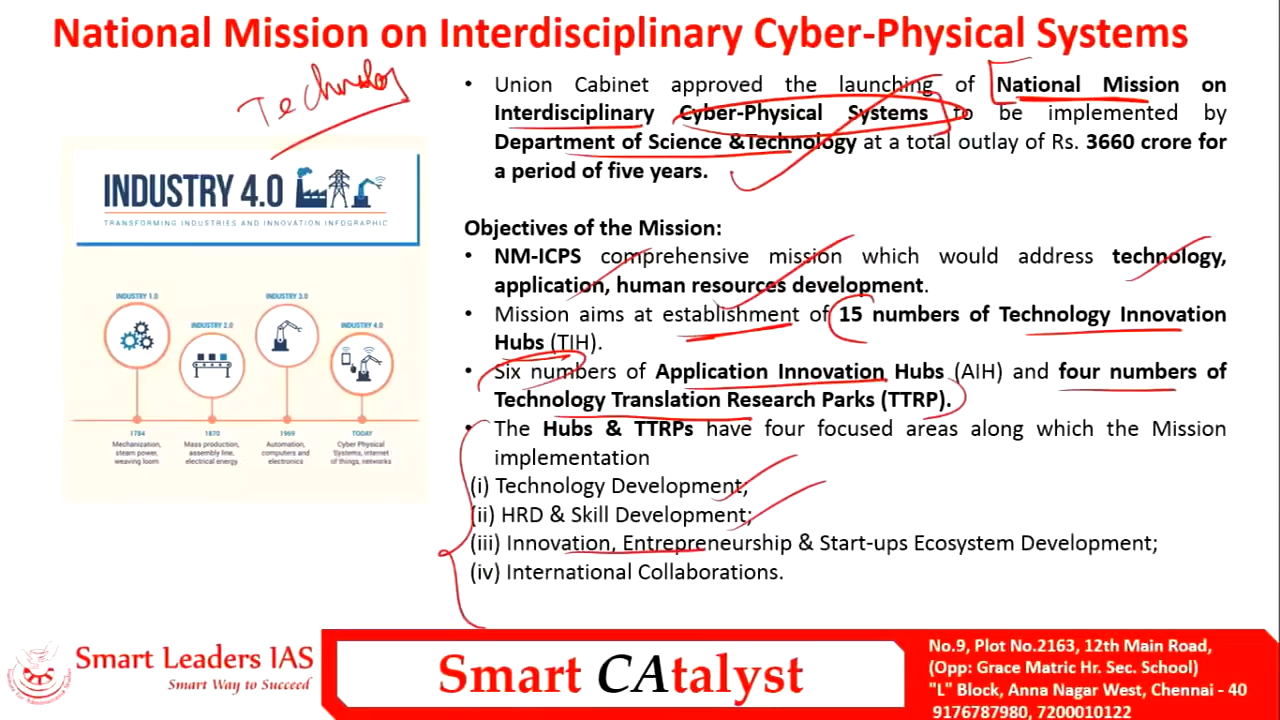 National Mission on Interdisciplinary Cyber-Physical Systems
Technology
INDUSTRY 4.0
TRANSFORMING INDUSTRIES AND INNOVATION INFOGRAPHIC
INDUSTRY 1.0
INDUSTRY 2.0
INDUSTRY 3.0
INDUSTRY 4.0
1784
Mechanization,
steam power,
weaving loom
1870
Mass production,
assembly line,
electrical energy
1969
Automation,
computers and
electronics
TODAY
Cyber Physical
Systems, internet
of things, networks
• Union Cabinet approved the launching of National Mission on
Interdisciplinary Cyber-Physical Systems to be implemented by
Department of Science &Technology at a total outlay of Rs. 3660 crore for
a period of five years.
Objectives of the Mission:
• NM-ICPS comprehensive mission which would address technology,
application, human resources development.
• Mission aims at establishment of 15 numbers of Technology Innovation
Hubs (TIH).
• Six numbers of Application Innovation Hubs (AIH) and four numbers of
Technology Translation Research Parks (TTRP).
• The Hubs & TTRPs have four focused areas along which the Mission
implementation
(i) Technology Development;
(ii) HRD & Skill Development;
(iii) Innovation, Entrepreneurship & Start-ups Ecosystem Development;
(iv) International Collaborations.
Smart Leaders IAS
Smart Way to Succeed
Smart CAtalyst
No.9, Plot No.2163, 12th Main Road,
(Opp: Grace Matric Hr. Sec. School)
"L" Block, Anna Nagar West, Chennai - 40
9176787980, 7200010122